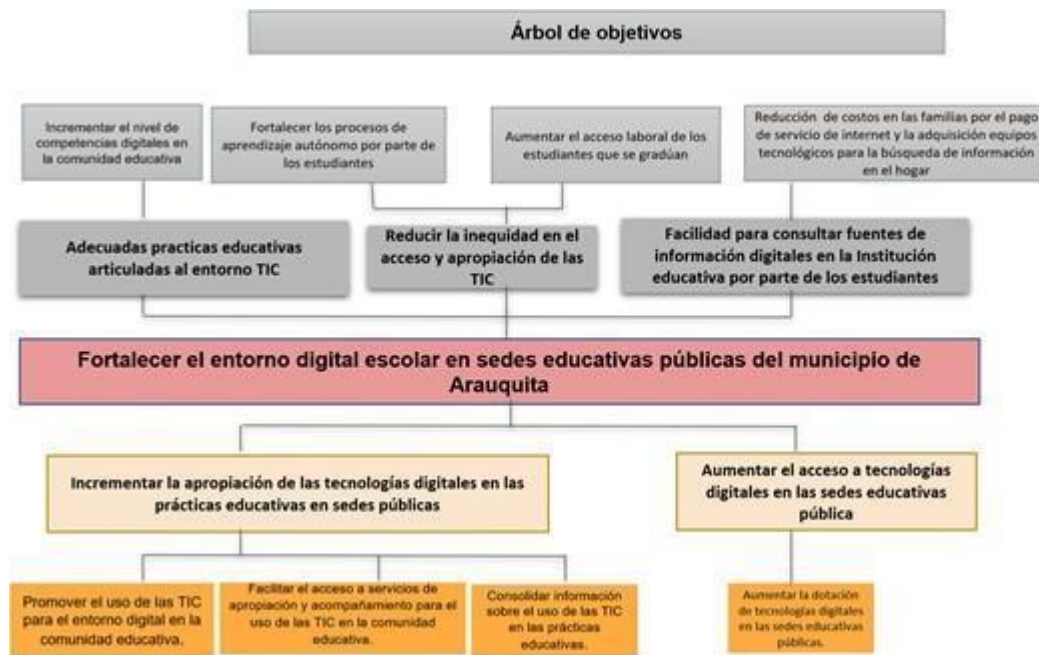 Árbol de objetivos
Incrementar el nivel de
competencias digitales en
la comunidad educativa
Fortalecer los procesos de
aprendizaje autónomo por parte de
los estudiantes
Aumentar el acceso laboral de los
estudiantes que se gradúan
Reducción de costos en las familias por el pago
de servicio de internet y la adquisición equipos
tecnológicos para la búsqueda de información
en el hogar
Adecuadas practicas educativas
articuladas al entorno TIC
Reducir la inequidad en el
acceso y apropiación de las
TIC
Facilidad para consultar fuentes de
información digitales en la Institución
educativa por parte de los estudiantes
Fortalecer el entorno digital escolar en sedes educativas públicas del municipio de
Arauquita
Incrementar la apropiación de las tecnologías digitales en las
prácticas educativas en sedes públicas
Aumentar el acceso a tecnologías
digitales en las sedes educativas
pública
Promover el uso de las TIC
para el entorno digital en la
comunidad educativa.
Facilitar el acceso a servicios de
apropiación y acompañamiento para el
uso de las TIC en la comunidad
educativa.
Consolidar información
sobre el uso de las TIC
en las prácticas
educativas.
Aumentar la dotación
de tecnologías digitales
en las sedes educativas
públicas.